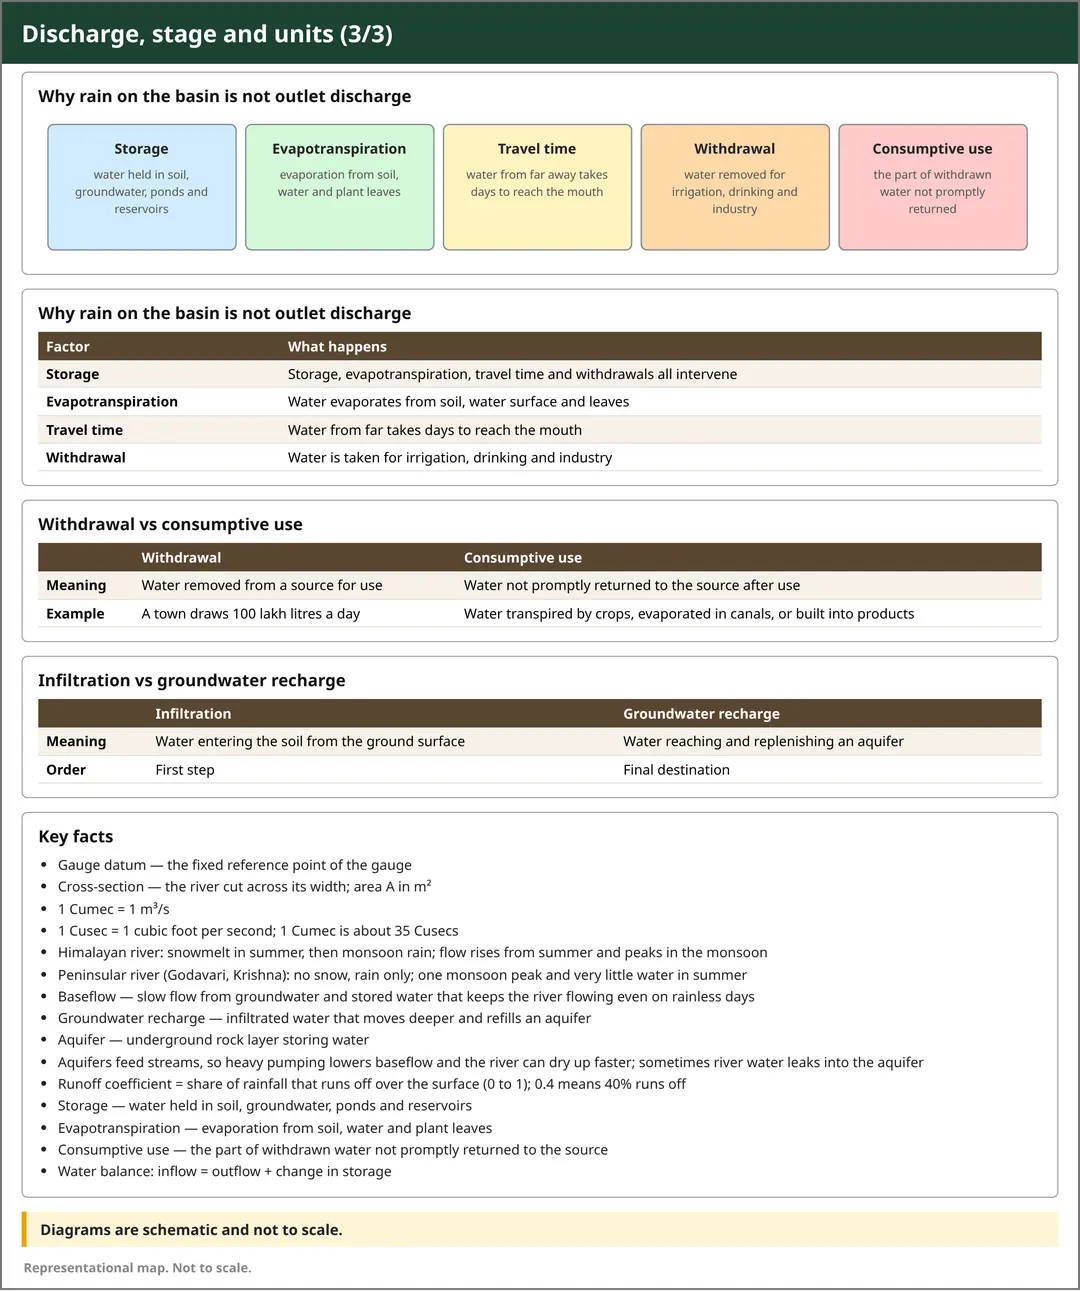 Discharge, stage and units (3/3)
Why rain on the basin is not outlet discharge
Storage
water held in soil,
groundwater, ponds and
reservoirs
Evapotranspiration
evaporation from soil,
water and plant leaves
Travel time
water from far away takes
days to reach the mouth
Withdrawal
water removed for
irrigation, drinking and
industry
Consumptive use
the part of withdrawn
water not promptly
returned
Why rain on the basin is not outlet discharge
Factor What happens
Storage Storage, evapotranspiration, travel time and withdrawals all intervene
Evapotranspiration Water evaporates from soil, water surface and leaves
Travel time Water from far takes days to reach the mouth
Withdrawal Water is taken for irrigation, drinking and industry
Withdrawal vs consumptive use
Withdrawal Consumptive use
Meaning Water removed from a source for use Water not promptly returned to the source after use
Example A town draws 100 lakh litres a day Water transpired by crops, evaporated in canals, or built into products
Infiltration vs groundwater recharge
Infiltration Groundwater recharge
Meaning Water entering the soil from the ground surface Water reaching and replenishing an aquifer
Order First step Final destination
Key facts
• Gauge datum — the fixed reference point of the gauge
• Cross-section — the river cut across its width; area A in m²
• 1 Cumec = 1 m³/s
• 1 Cusec = 1 cubic foot per second; 1 Cumec is about 35 Cusecs
• Himalayan river: snowmelt in summer, then monsoon rain; flow rises from summer and peaks in the monsoon
• Peninsular river (Godavari, Krishna): no snow, rain only; one monsoon peak and very little water in summer
• Baseflow — slow flow from groundwater and stored water that keeps the river flowing even on rainless days
• Groundwater recharge — infiltrated water that moves deeper and refills an aquifer
• Aquifer — underground rock layer storing water
• Aquifers feed streams, so heavy pumping lowers baseflow and the river can dry up faster; sometimes river water leaks into the aquifer
• Runoff coefficient = share of rainfall that runs off over the surface (0 to 1); 0.4 means 40% runs off
• Storage — water held in soil, groundwater, ponds and reservoirs
• Evapotranspiration — evaporation from soil, water and plant leaves
• Consumptive use — the part of withdrawn water not promptly returned to the source
• Water balance: inflow = outflow + change in storage
Diagrams are schematic and not to scale.
Representational map. Not to scale.